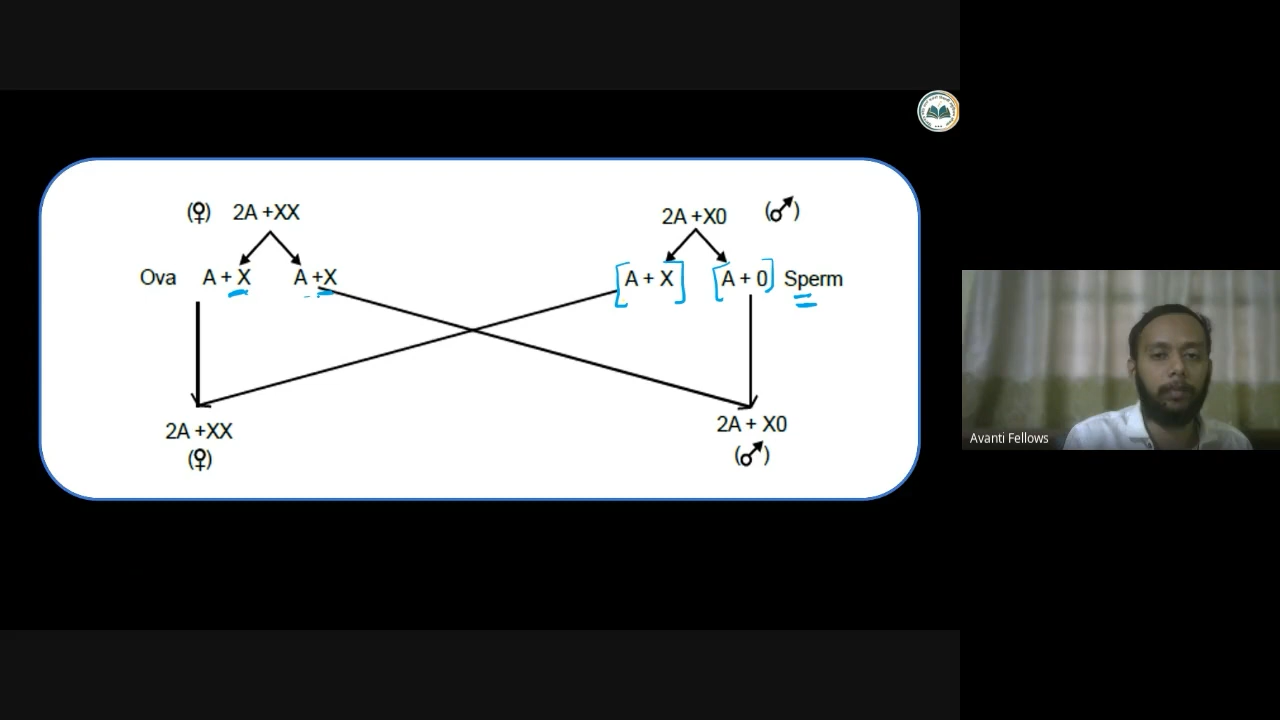 (♀) 2A +XX
2A +X0 (♂)
Ova A + X A +X
A + X A + 0 Sperm
2A +XX
(♀)
2A + X0
(♂)
Avanti Fellows